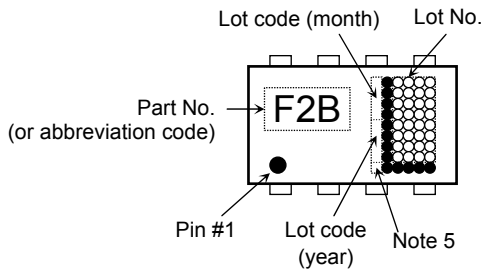 Lot code (month)
Lot No.
Part No.
(or abbreviation code)
F2B
Pin #1
Lot code
(year)
Note 5